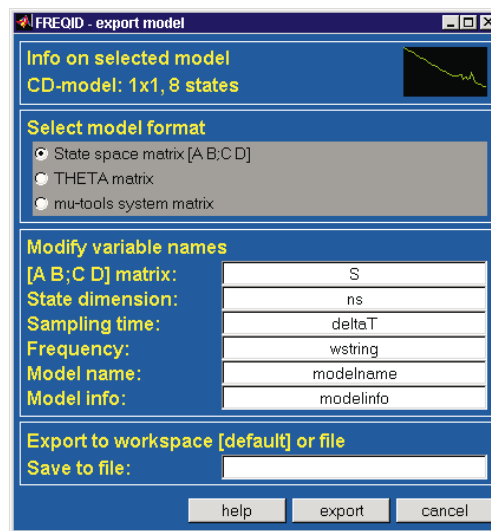 FREQID - export model
Info on selected model
CD-model: 1x1, 8 states
Select model format
State space matrix [A B;C D]
THETA matrix
mu-tools system matrix
Modify variable names
[A B;C D] matrix: S
State dimension: ns
Sampling time: deltaT
Frequency: wstring
Model name: modelname
Model info: modelinfo
Export to workspace [default] or file
Save to file:
help export cancel